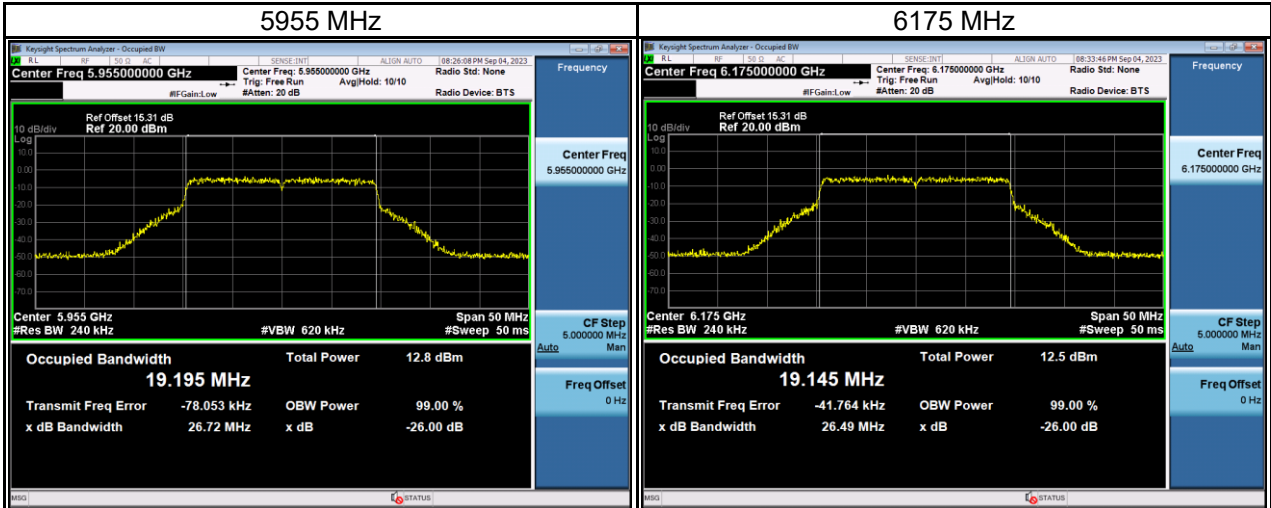 5955 MHz
6175 MHz
Keysight Spectrum Analyzer - Occupied BW
RL RF 50 Ω AC SENSE:INT ALIGN AUTO 08:26:08 PM Sep 04, 2023
Center Freq 5.955000000 GHz
Center Freq: 5.955000000 GHz Radio Std: None
Trig: Free Run Avg|Hold: 10/10
#IFGain:Low #Atten: 20 dB Radio Device: BTS
Ref Offset 15.31 dB
10 dB/div Ref 20.00 dBm
Log
10.0
0.00
-10.0
-20.0
-30.0
-40.0
-50.0
-60.0
-70.0
Center 5.955 GHz Span 50 MHz
#Res BW 240 kHz #VBW 620 kHz #Sweep 50 ms
Occupied Bandwidth Total Power 12.8 dBm
19.195 MHz
Transmit Freq Error -78.053 kHz OBW Power 99.00 %
x dB Bandwidth 26.72 MHz x dB -26.00 dB
MSG STATUS
Frequency
Center Freq
5.955000000 GHz
CF Step
5.000000 MHz
Auto Man
Freq Offset
0 Hz
Keysight Spectrum Analyzer - Occupied BW
RL RF 50 Ω AC SENSE:INT ALIGN AUTO 08:33:46 PM Sep 04, 2023
Center Freq 6.175000000 GHz
Center Freq: 6.175000000 GHz Radio Std: None
Trig: Free Run Avg|Hold: 10/10
#IFGain:Low #Atten: 20 dB Radio Device: BTS
Ref Offset 15.31 dB
10 dB/div Ref 20.00 dBm
Log
10.0
0.00
-10.0
-20.0
-30.0
-40.0
-50.0
-60.0
-70.0
Center 6.175 GHz Span 50 MHz
#Res BW 240 kHz #VBW 620 kHz #Sweep 50 ms
Occupied Bandwidth Total Power 12.5 dBm
19.145 MHz
Transmit Freq Error -41.764 kHz OBW Power 99.00 %
x dB Bandwidth 26.49 MHz x dB -26.00 dB
MSG STATUS
Frequency
Center Freq
6.175000000 GHz
CF Step
5.000000 MHz
Auto Man
Freq Offset
0 Hz